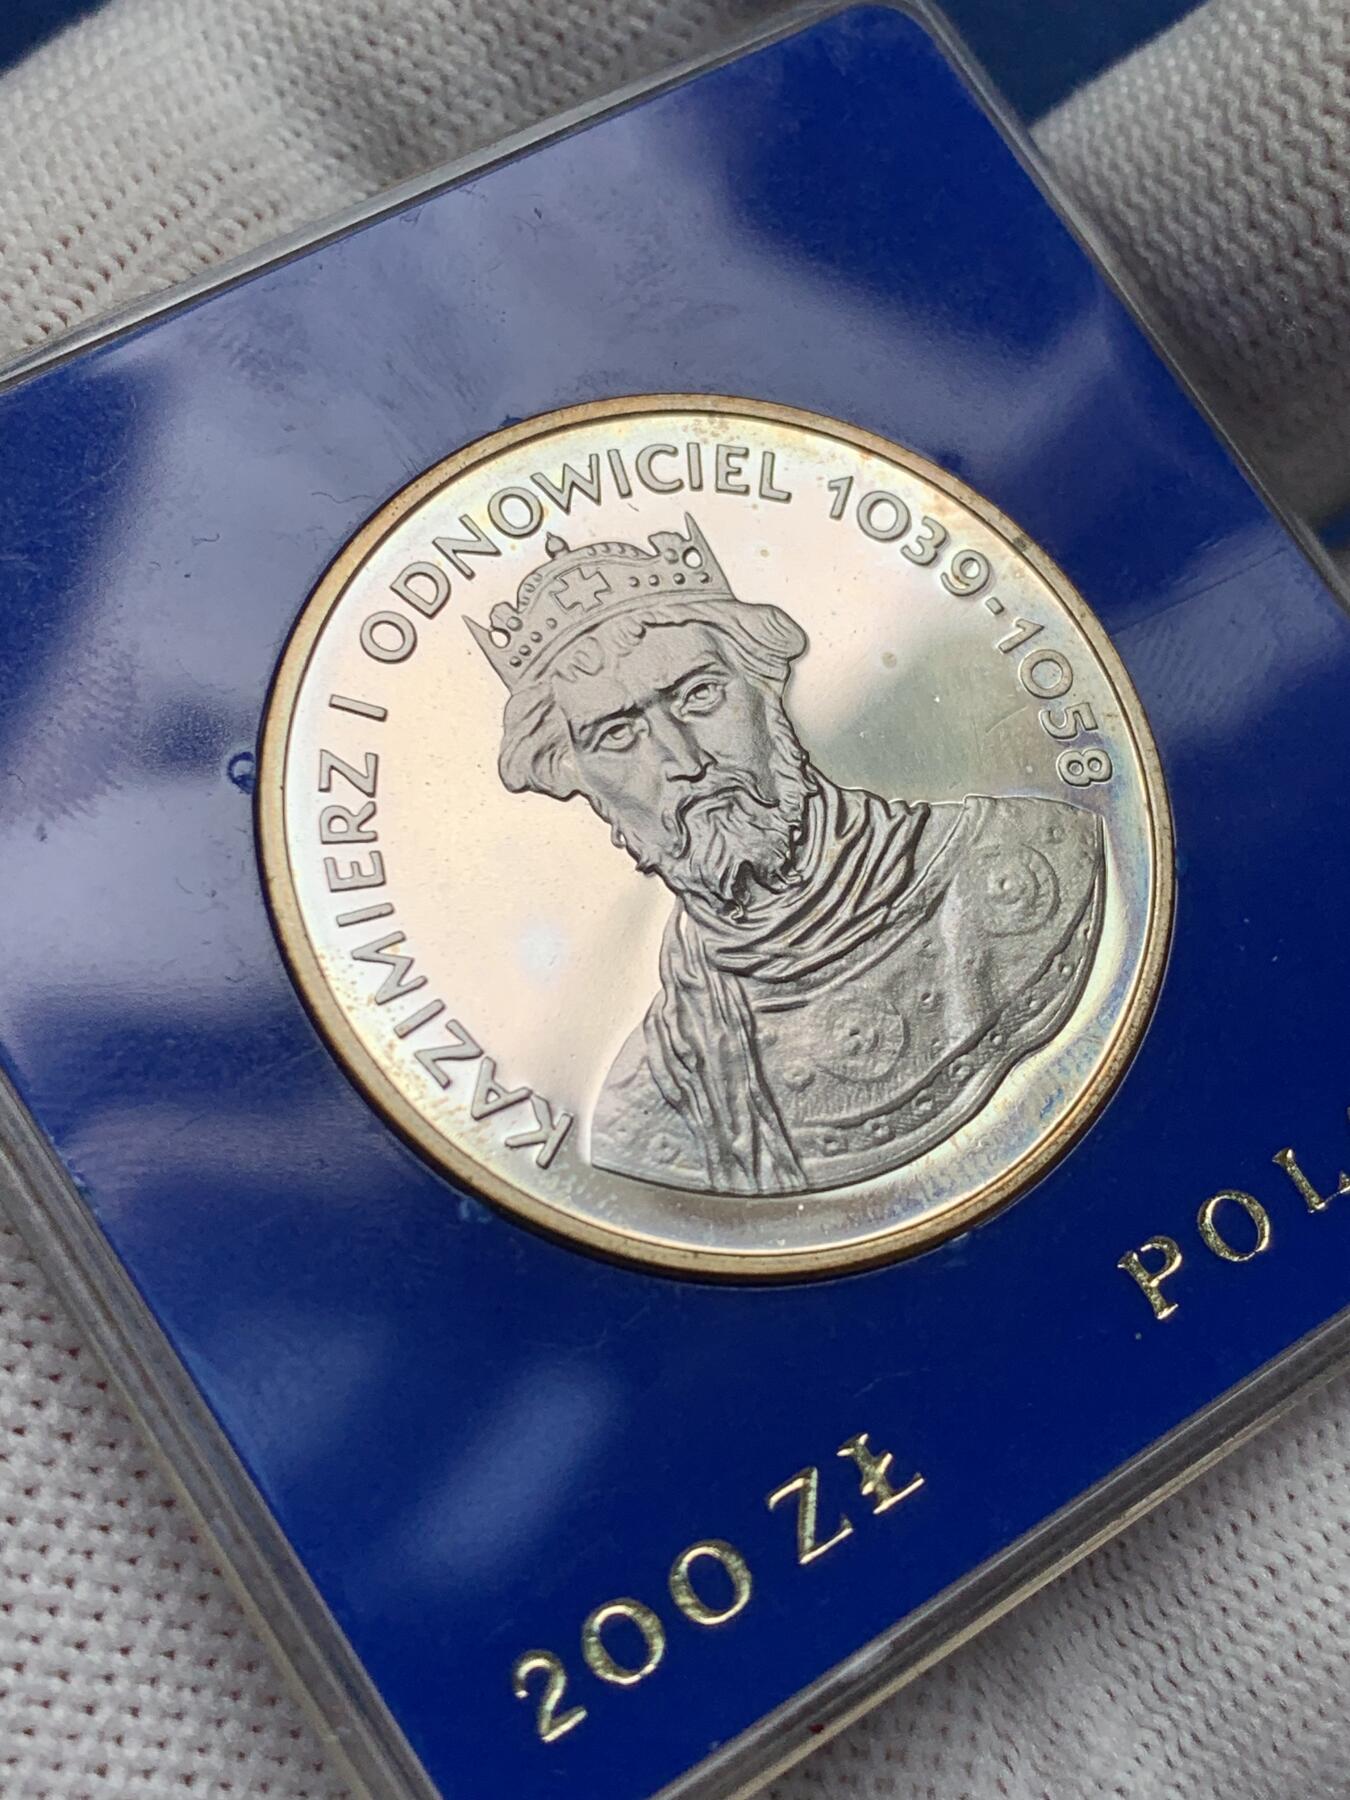 KAZIMIERZ I ODNOWICIEL 1039-1058
200 ZŁ POL